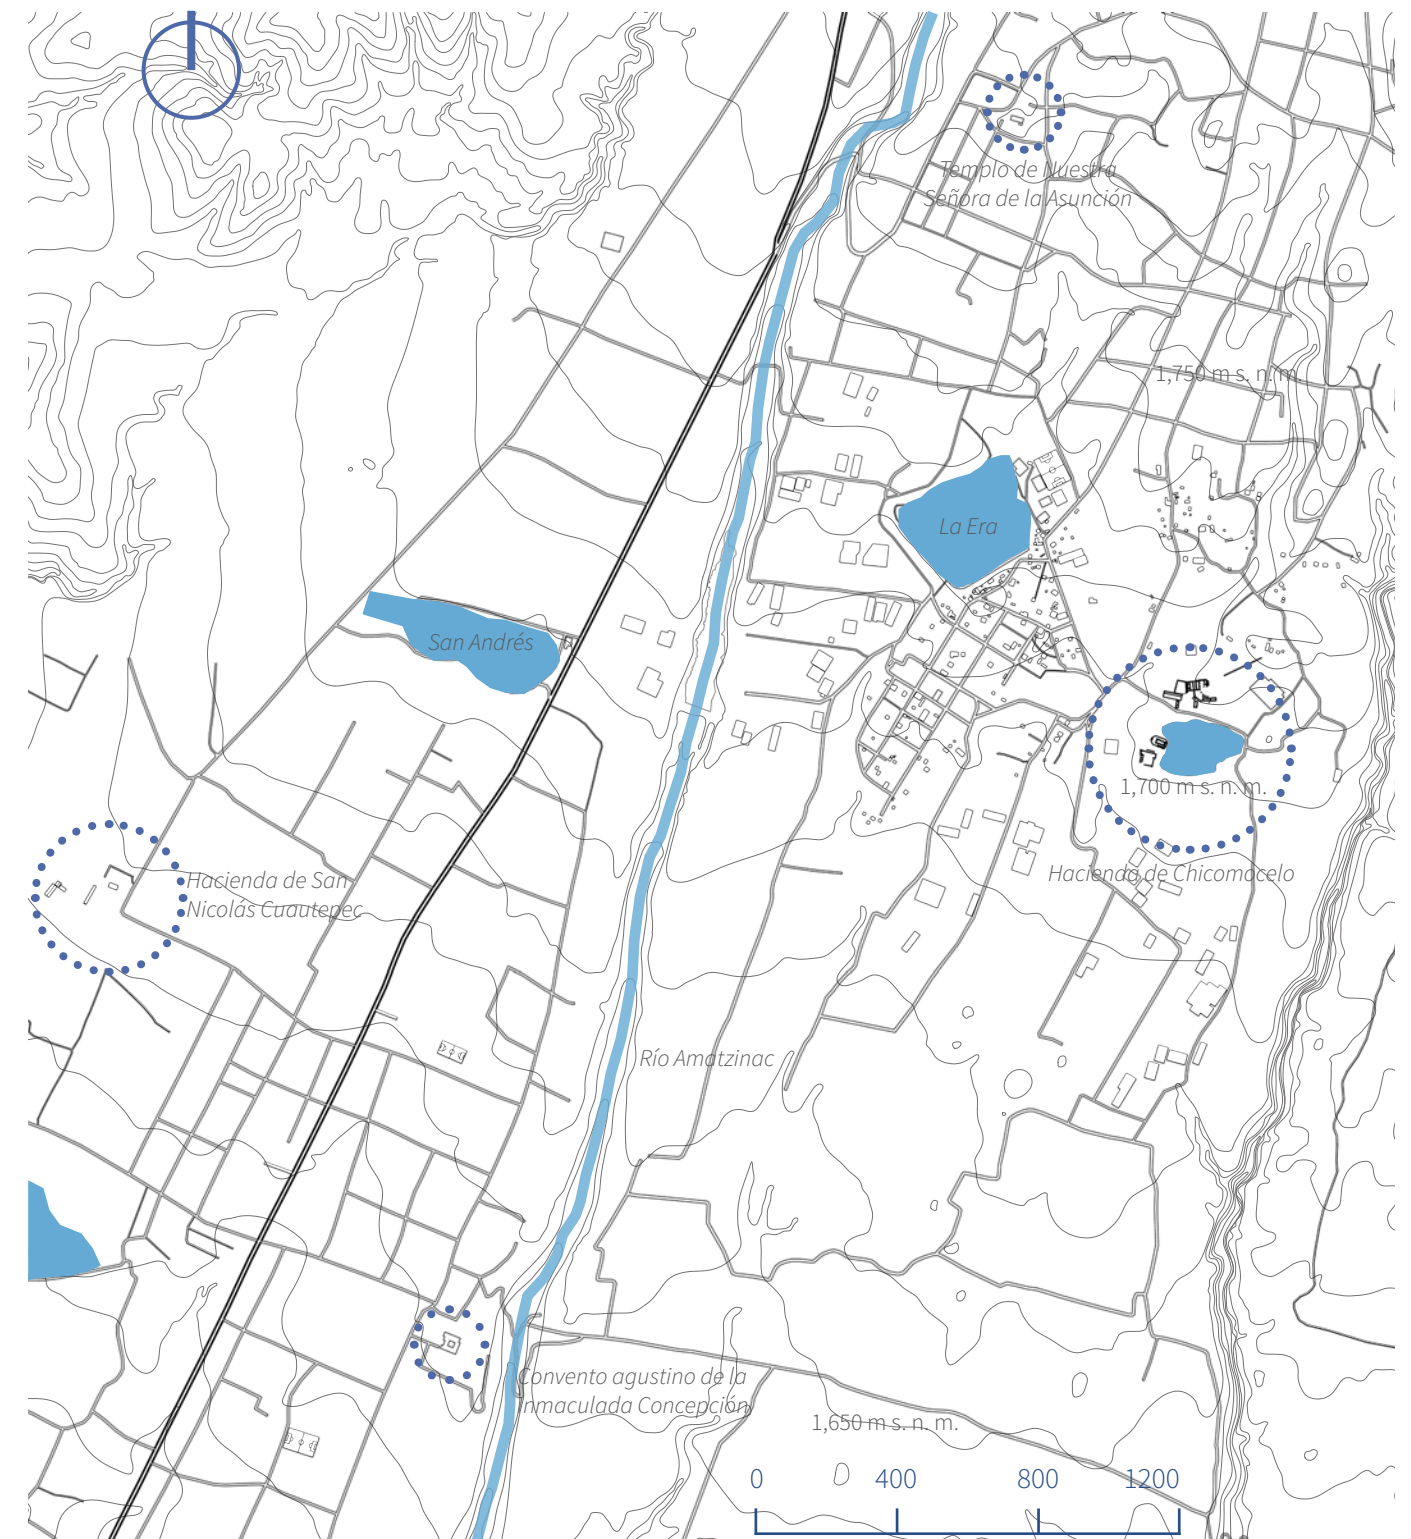 Templo de Nuestra
Señora de la Asunción
1,750 m s. n. m.
La Era
San Andrés
1,700 m s. n. m.
Hacienda de San
Nicolás Cuautepec
Hacienda de Chicomocelo
Río Amatzinac
Convento agustino de la
Inmaculada Concepción
1,650 m s. n. m.
0 400 800 1200